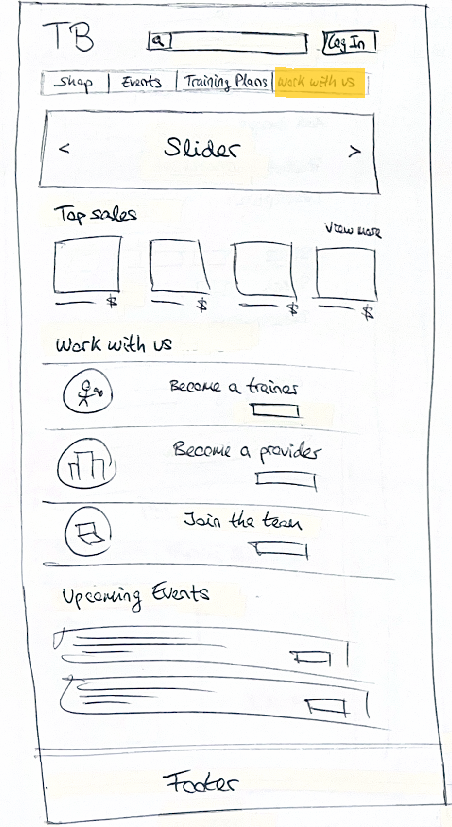 TB
Log In
Shop
Events
Training Plans
Work with us
<
Slider
>
Top sales
View more
$ $ $ $
Work with us
Become a trainer
Become a provider
Join the team
Upcoming Events
Footer